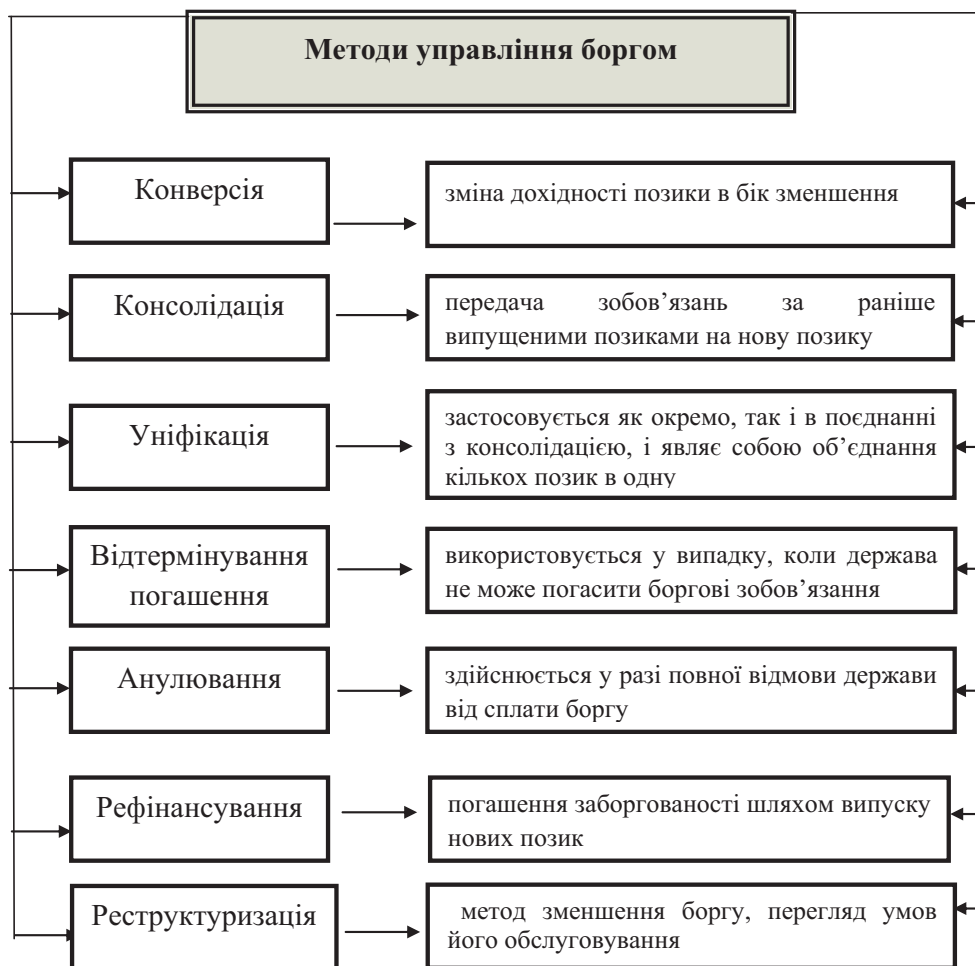 Методи управління боргом
Конверсія
зміна дохідності позики в бік зменшення
Консолідація
передача зобов’язань за раніше
випущеними позиками на нову позику
Уніфікація
застосовується як окремо, так і в поєднанні
з консолідацією, і являє собою об’єднання
кількох позик в одну
Відтермінування
погашення
використовується у випадку, коли держава
не може погасити боргові зобов’язання
Анулювання
здійснюється у разі повної відмови держави
від сплати боргу
Рефінансування
погашення заборгованості шляхом випуску
нових позик
Реструктуризація
метод зменшення боргу, перегляд умов
його обслуговування